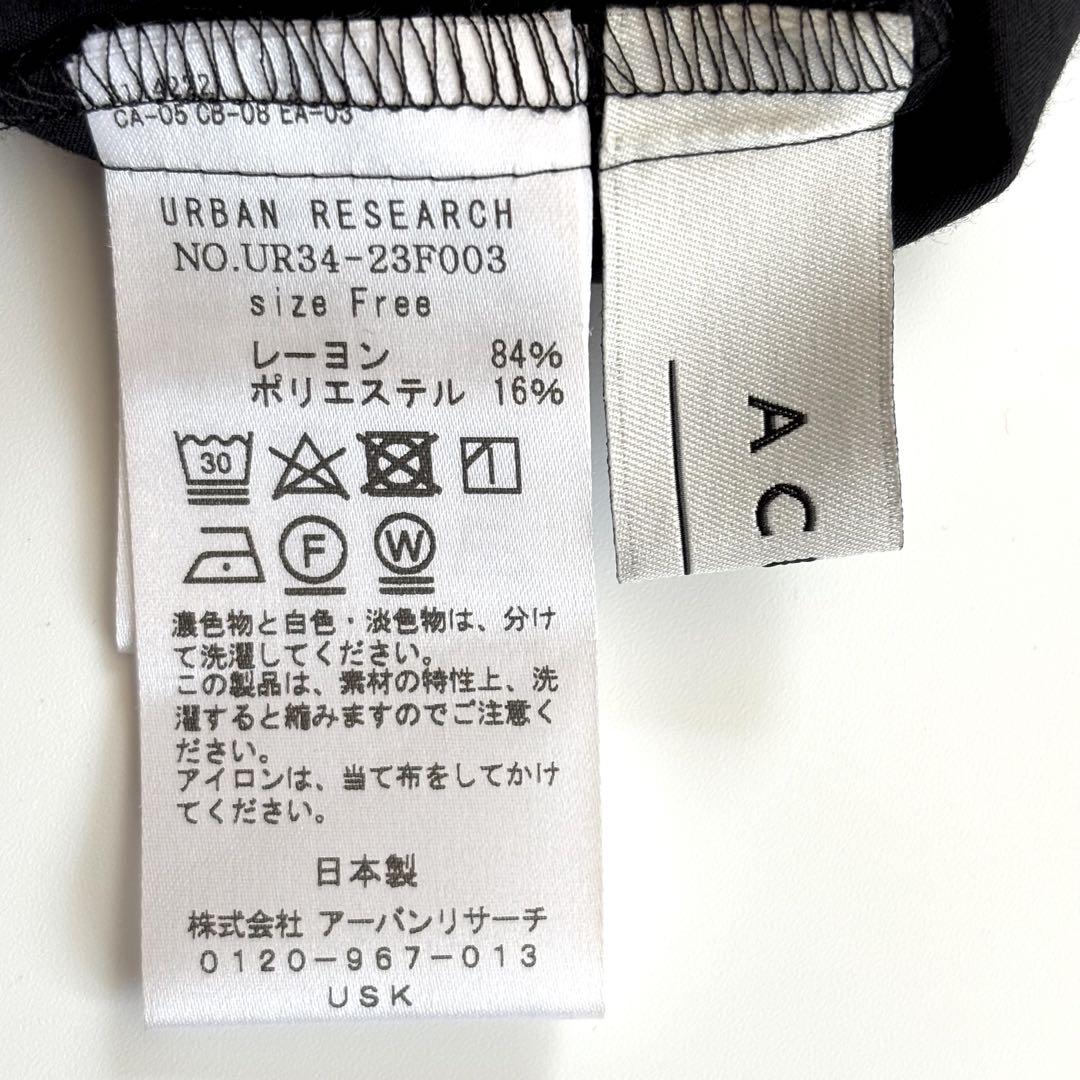 CA-05 CB-08 EA-03
URBAN RESEARCH
NO.UR34-23F003
size Free
レーヨン 84%
ポリエステル 16%
30
F
W
濃色物と白色・淡色物は、分け
て洗濯してください。
この製品は、素材の特性上、洗
濯すると縮みますのでご注意く
ださい。
アイロンは、当て布をしてかけ
てください。
日本製
株式会社 アーバンリサーチ
0120-967-013
USK
A C